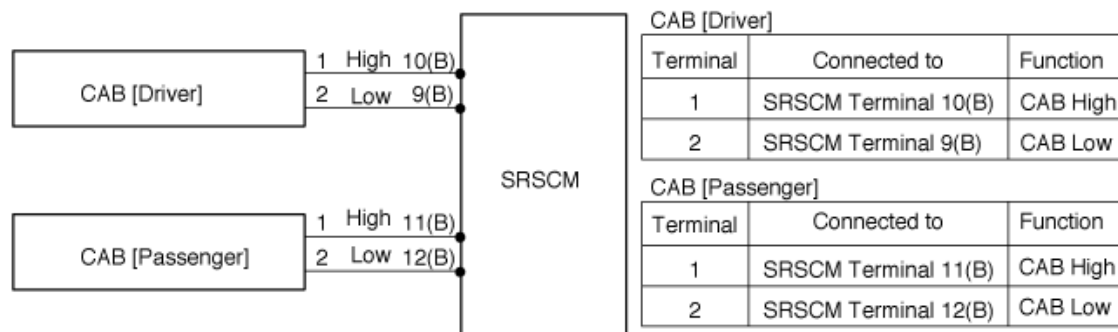 CAB [Driver]
1 High 10(B)
2 Low 9(B)
CAB [Passenger]
1 High 11(B)
2 Low 12(B)
SRSCM
CAB [Driver]
Terminal Connected to Function
1 SRSCM Terminal 10(B) CAB High
2 SRSCM Terminal 9(B) CAB Low
CAB [Passenger]
Terminal Connected to Function
1 SRSCM Terminal 11(B) CAB High
2 SRSCM Terminal 12(B) CAB Low